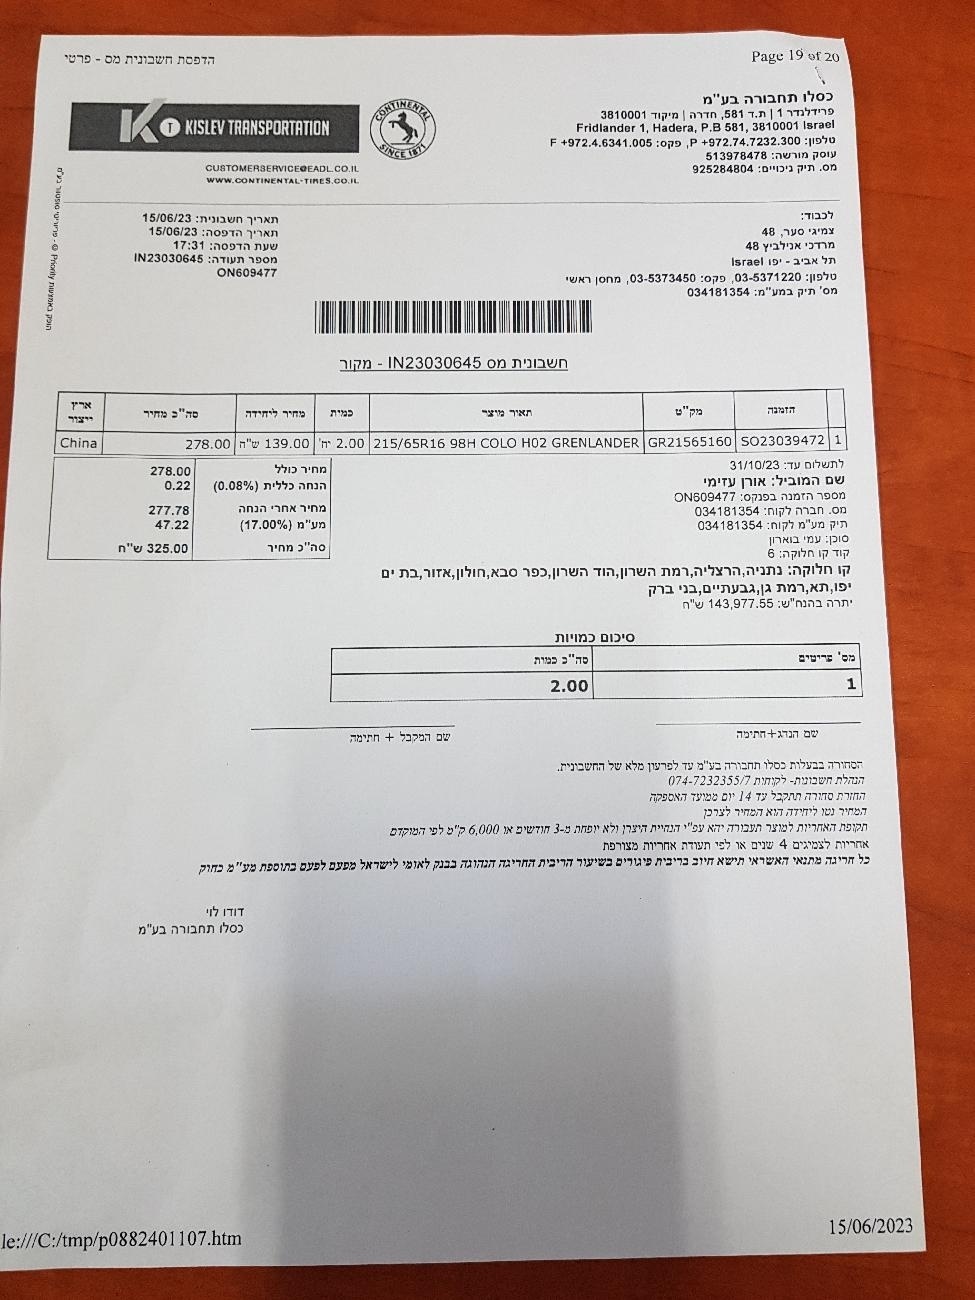 הדפסת חשבונית מס - פרטי
Page 19 of 20
KISLEV TRANSPORTATION
CONTINENTAL
SINCE 1871
CUSTOMERSERVICE@EADL.CO.IL
WWW.CONTINENTAL-TIRES.CO.IL
כסלו תחבורה בע"מ
פרידלנדר 1 | ת.ד 581, חדרה | מיקוד 3810001
Fridlander 1, Hadera, P.B 581, 3810001 Israel
טלפון: P +972.74.7232.300, פקס: F +972.4.6341.005
עוסק מורשה: 513978478
מס. תיק ניכויים: 925284804
תאריך חשבונית: 15/06/23
תאריך הדפסה: 15/06/23
שעת הדפסה: 17:31
מספר תעודה: IN23030645
ON609477
לכבוד:
צמיגי סער, 48
מרדכי אנילביץ 48
תל אביב - יפו Israel
טלפון: 03-5371220, פקס: 03-5373450, מחסן ראשי
מס' תיק במע"מ: 034181354
חשבונית מס IN23030645 - מקור
הזמנה מק"ט תאור מוצר כמית מחיר ליחידה סה"כ מחיר ארץ ייצור
1 SO23039472 GR21565160 215/65R16 98H COLO H02 GRENLANDER 2.00 יח' 139.00 ש"ח 278.00 China
מחיר כולל 278.00
הנחה כללית (0.08%) 0.22
מחיר אחרי הנחה 277.78
מע"מ (17.00%) 47.22
סה"כ מחיר 325.00 ש"ח
לתשלום עד: 31/10/23
שם המוביל: אורן עזימי
מספר הזמנה בפנקס: ON609477
מס. חברה לקוח: 034181354
תיק מע"מ לקוח: 034181354
סוכן: עמי בוארון
קוד קו חלוקה: 6
קו חלוקה: נתניה,הרצליה,רמת השרון,הוד השרון,כפר סבא,חולון,אזור,בת ים
יפו,תא,רמת גן,גבעתיים,בני ברק
יתרה בהנח"ש: 143,977.55 ש"ח
סיכום כמויות
מס' פריטים סה"כ כמות
1 2.00
שם הנהג+חתימה
שם המקבל + חתימה
הסחורה בבעלות כסלו תחבורה בע"מ עד לפרעון מלא של החשבונית.
הנהלת חשבונית- לקוחות 074-7232355/7
החזרת סחורה תתקבל עד 14 יום ממועד האספקה
המחיר נטו ליחידה הוא המחיר לצרכן
תקופת האחריות למוצר תעבורה יהא עפ"י הנחיית היצרן ולא יופחת מ-3 חודשים או 6,000 ק"מ לפי המוקדם
אחריות לצמיגים 4 שנים או לפי תעודת אחריות מצורפת
כל חריגה מתנאי האשראי תישא חיוב בריבית פיגורים בשיעור הריבית החריגה הנהוגה בבנק לאומי לישראל מפעם לפעם בתוספת מע"מ כחוק
דודו לוי
כסלו תחבורה בע"מ
le:///C:/tmp/p0882401107.htm
15/06/2023